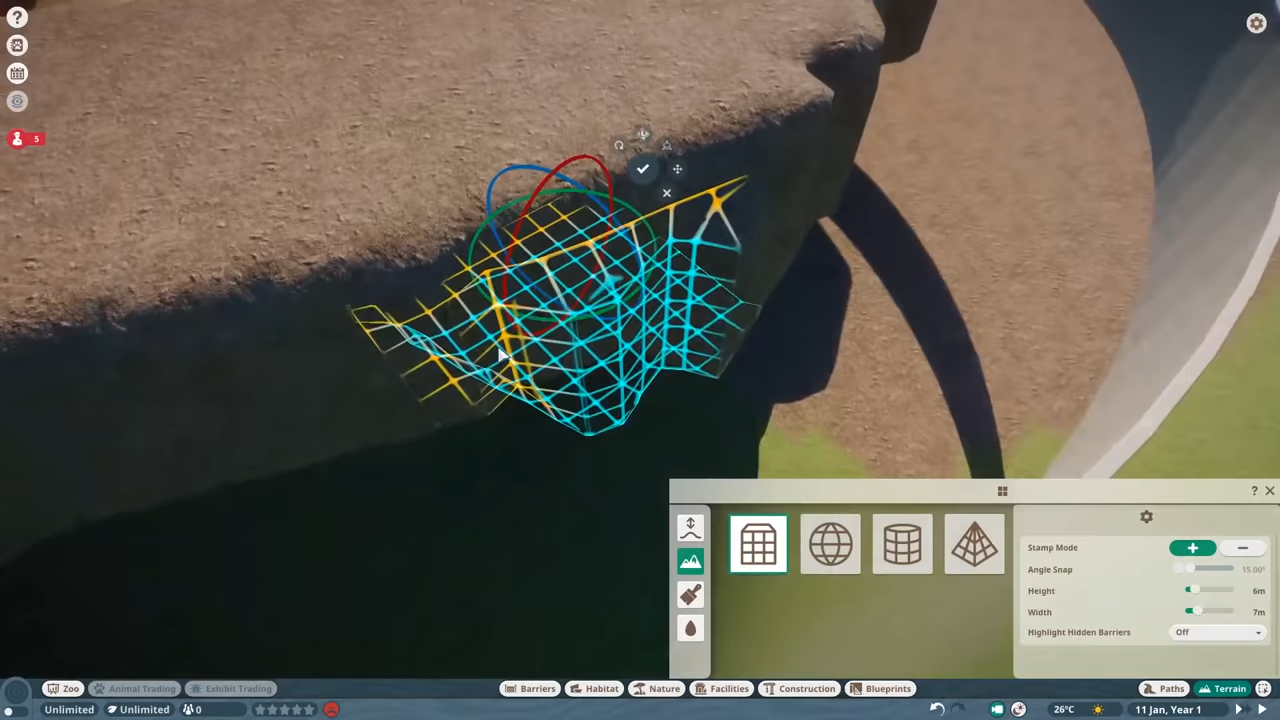 ?
5
?
Stamp Mode
Angle Snap 15.00°
Height 6m
Width 7m
Highlight Hidden Barriers Off
Zoo Animal Trading Exhibit Trading Barriers Habitat Nature Facilities Construction Blueprints Paths Terrain
Unlimited Unlimited 0 26°C 11 Jan, Year 1